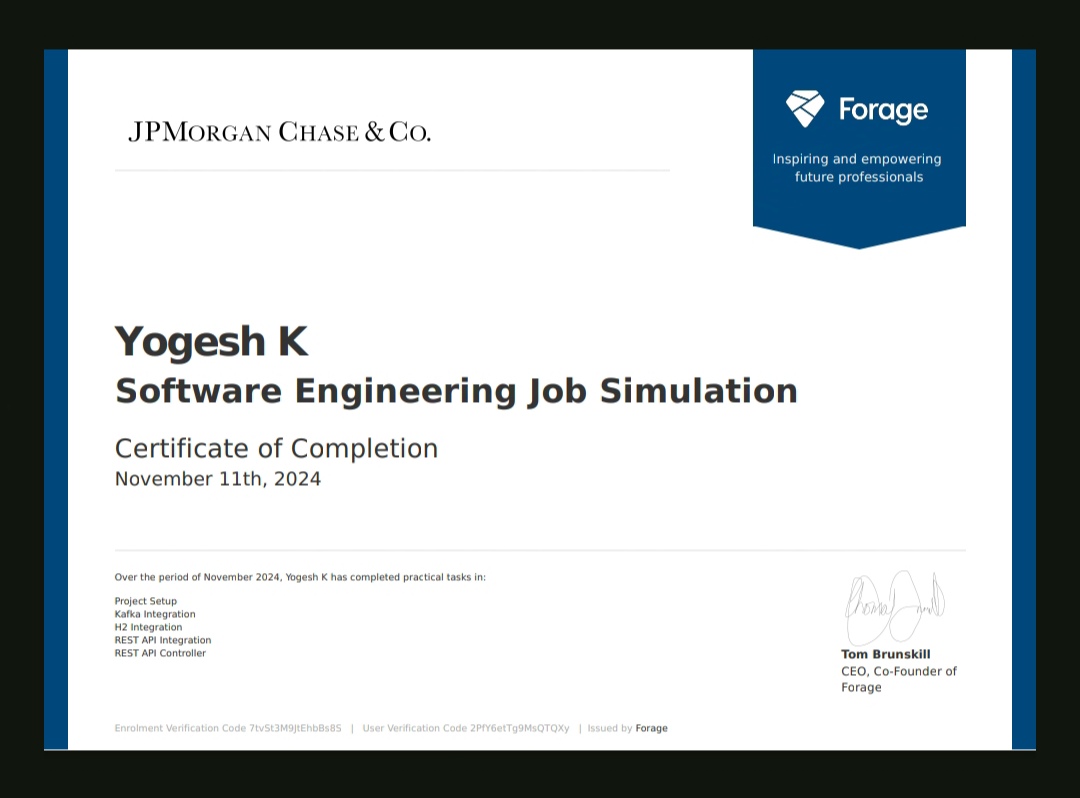 JPMORGAN CHASE & CO.
Forage
Inspiring and empowering
future professionals
Yogesh K
Software Engineering Job Simulation
Certificate of Completion
November 11th, 2024
Over the period of November 2024, Yogesh K has completed practical tasks in:
Project Setup
Kafka Integration
H2 Integration
REST API Integration
REST API Controller
Tom Brunskill
CEO, Co-Founder of
Forage
Enrolment Verification Code 7tvSt3M9JtEhbBs8S | User Verification Code 2PfY6etTg9MsQTQXy | Issued by Forage